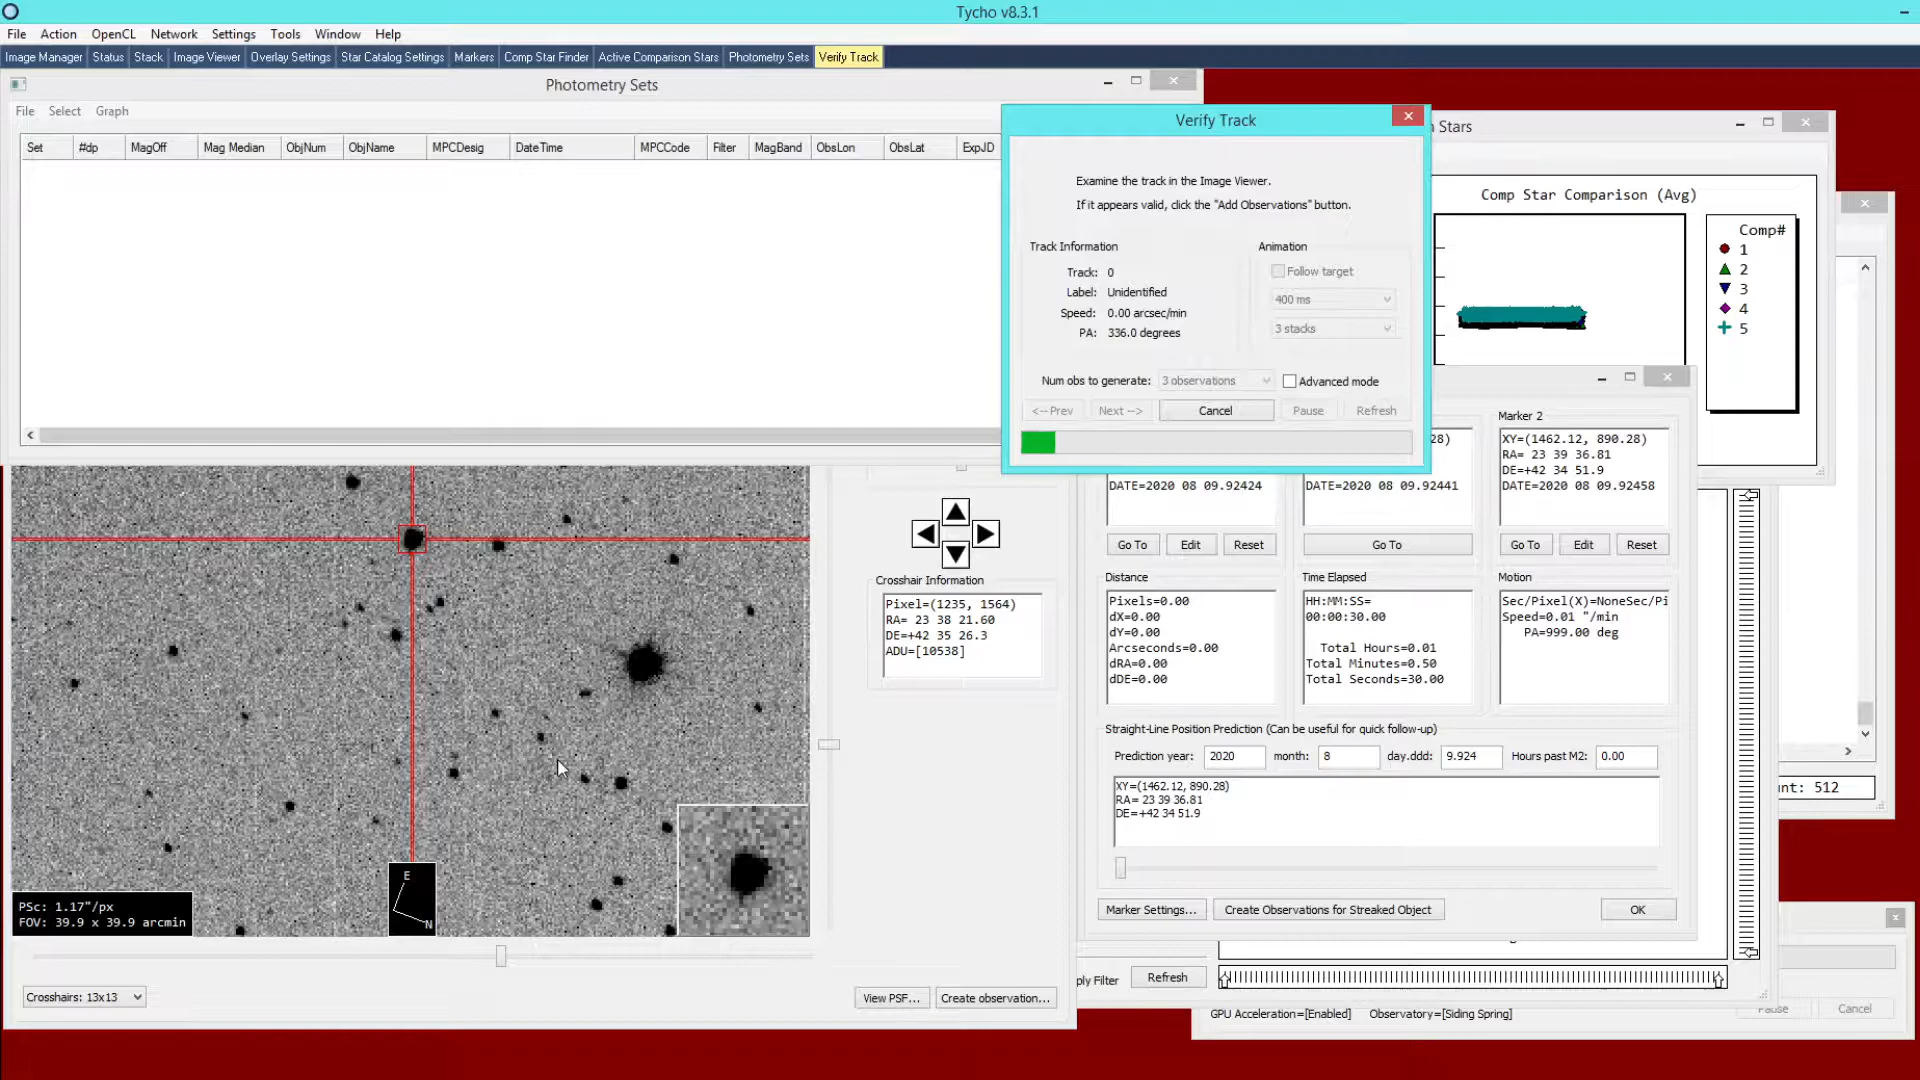 Tycho v8.3.1
File Action OpenCL Network Settings Tools Window Help
Image Manager Status Stack Image Viewer Overlay Settings Star Catalog Settings Markers Comp Star Finder Active Comparison Stars Photometry Sets Verify Track
Photometry Sets
File Select Graph
Set #dp MagOff Mag Median ObjNum ObjName MPCDesig DateTime MPCCode Filter MagBand ObsLon ObsLat ExpJD
Verify Track
Examine the track in the Image Viewer.
If it appears valid, click the "Add Observations" button.
Track Information
Track: 0
Label: Unidentified
Speed: 0.00 arcsec/min
PA: 336.0 degrees
Animation
Follow target
400 ms
3 stacks
Num obs to generate: 3 observations Advanced mode
<-- Prev Next --> Cancel Pause Refresh
n Stars
Comp Star Comparison (Avg)
Comp#
1
2
3
4
5
28)
DATE=2020 08 09.92424
Go To Edit Reset
DATE=2020 08 09.92441
Go To
Marker 2
XY=(1462.12, 890.28)
RA= 23 39 36.81
DE=+42 34 51.9
DATE=2020 08 09.92458
Go To Edit Reset
Distance
Pixels=0.00
dX=0.00
dY=0.00
Arcseconds=0.00
dRA=0.00
dDE=0.00
Time Elapsed
HH:MM:SS=
00:00:30.00
Total Hours=0.01
Total Minutes=0.50
Total Seconds=30.00
Motion
Sec/Pixel(X)=NoneSec/Pi
Speed=0.01 "/min
PA=999.00 deg
Straight-Line Position Prediction (Can be useful for quick follow-up)
Prediction year: 2020 month: 8 day.ddd: 9.924 Hours past M2: 0.00
XY=(1462.12, 890.28)
RA= 23 39 36.81
DE=+42 34 51.9
Marker Settings... Create Observations for Streaked Object OK
Crosshair Information
Pixel=(1235, 1564)
RA= 23 38 21.60
DE=+42 35 26.3
ADU=[10538]
E
N
PSc: 1.17"/px
FOV: 39.9 x 39.9 arcmin
Crosshairs: 13x13
View PSF... Create observation...
ply Filter Refresh
unt: 512
GPU Acceleration=[Enabled] Observatory=[Siding Spring]
Pause Cancel